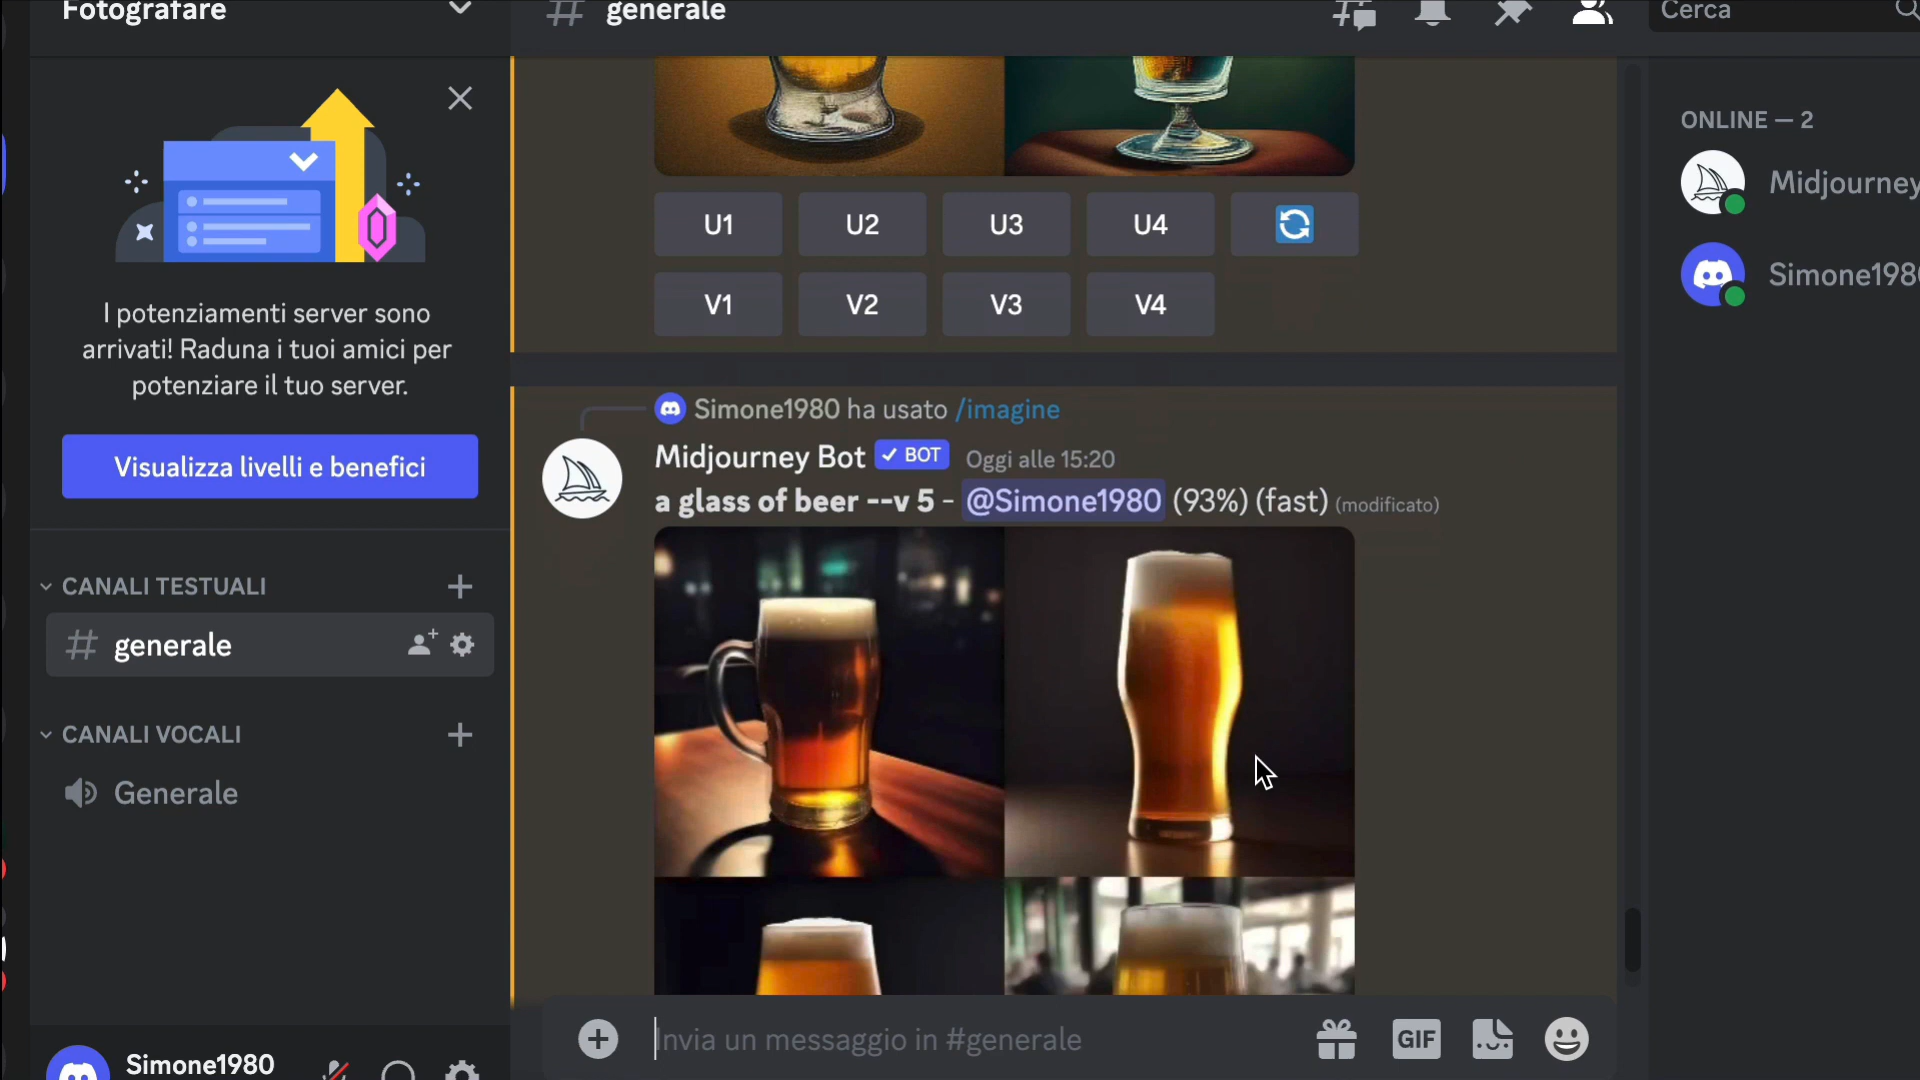 Fotografare
generale
Cerca
I potenziamenti server sono
arrivati! Raduna i tuoi amici per
potenziare il tuo server.
Visualizza livelli e benefici
CANALI TESTUALI
generale
CANALI VOCALI
Generale
Simone1980
U1 U2 U3 U4
V1 V2 V3 V4
Simone1980 ha usato /imagine
Midjourney Bot BOT Oggi alle 15:20
a glass of beer --v 5 - @Simone1980 (93%) (fast) (modificato)
Invia un messaggio in #generale
GIF
ONLINE — 2
Midjourney
Simone198